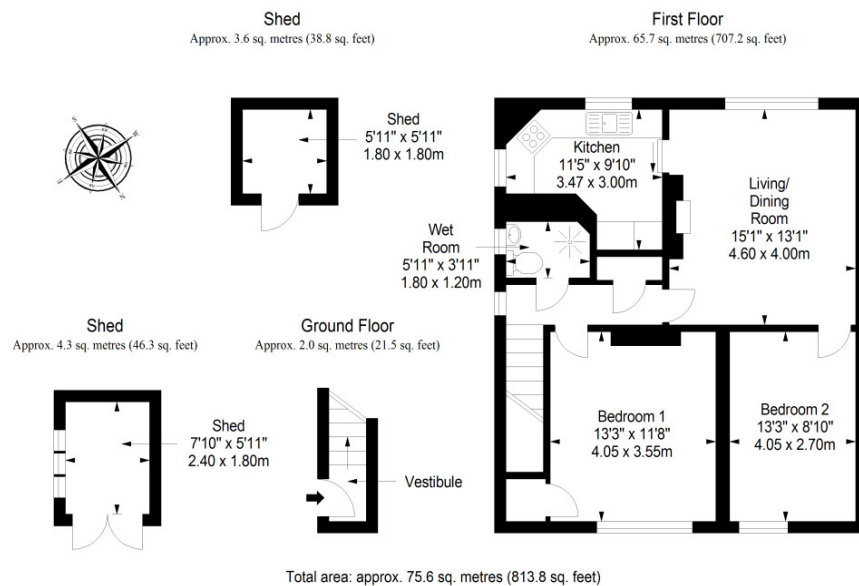 Shed
Approx. 3.6 sq. metres (38.8 sq. feet)
First Floor
Approx. 65.7 sq. metres (707.2 sq. feet)
S
W
E
N
Shed
5'11" x 5'11"
1.80 x 1.80m
Kitchen
11'5" x 9'10"
3.47 x 3.00m
Living/
Dining
Room
15'1" x 13'1"
4.60 x 4.00m
Wet
Room
5'11" x 3'11"
1.80 x 1.20m
Shed
Approx. 4.3 sq. metres (46.3 sq. feet)
Ground Floor
Approx. 2.0 sq. metres (21.5 sq. feet)
Shed
7'10" x 5'11"
2.40 x 1.80m
Vestibule
Bedroom 1
13'3" x 11'8"
4.05 x 3.55m
Bedroom 2
13'3" x 8'10"
4.05 x 2.70m
Total area: approx. 75.6 sq. metres (813.8 sq. feet)